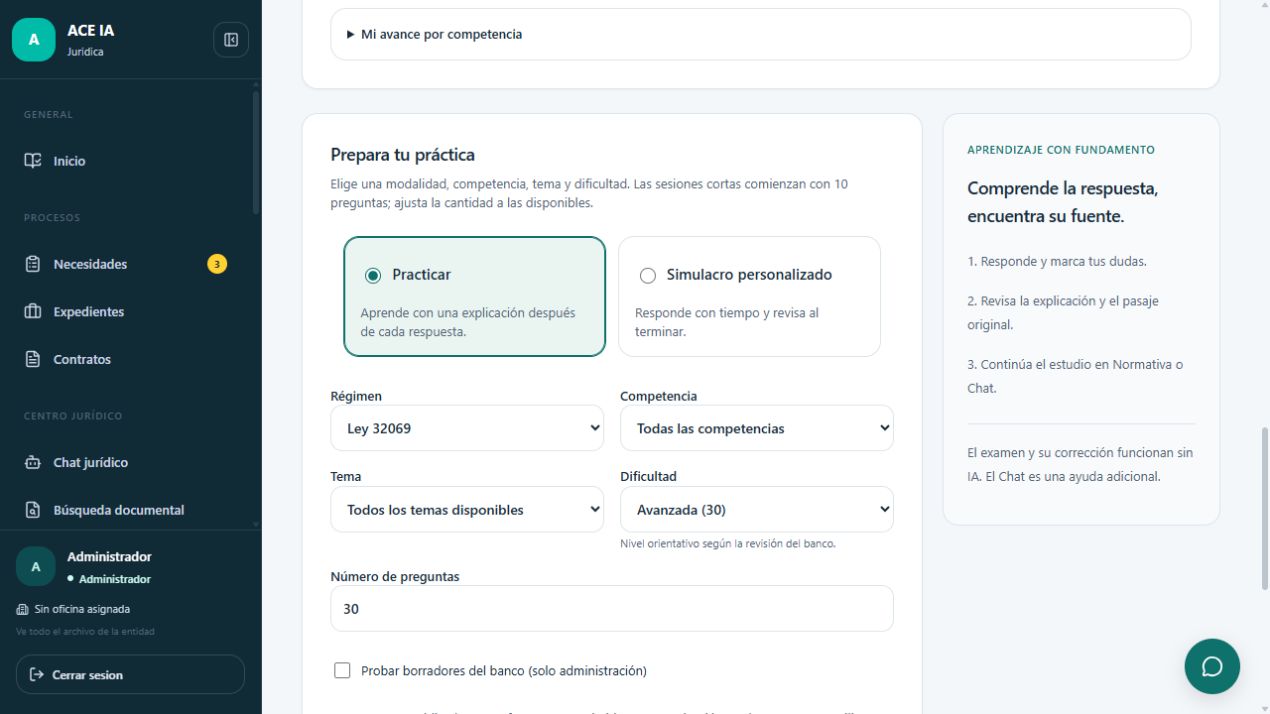 A
ACE IA
Juridica
GENERAL
Inicio
PROCESOS
Necesidades
3
Expedientes
Contratos
CENTRO JURÍDICO
Chat jurídico
Búsqueda documental
A
Administrador
Administrador
Sin oficina asignada
Ve todo el archivo de la entidad
Cerrar sesion
Mi avance por competencia
Prepara tu práctica
Elige una modalidad, competencia, tema y dificultad. Las sesiones cortas comienzan con 10
preguntas; ajusta la cantidad a las disponibles.
Practicar
Aprende con una explicación después
de cada respuesta.
Simulacro personalizado
Responde con tiempo y revisa al
terminar.
Régimen
Ley 32069
Competencia
Todas las competencias
Tema
Todos los temas disponibles
Dificultad
Avanzada (30)
Nivel orientativo según la revisión del banco.
Número de preguntas
30
Probar borradores del banco (solo administración)
APRENDIZAJE CON FUNDAMENTO
Comprende la respuesta,
encuentra su fuente.
1. Responde y marca tus dudas.
2. Revisa la explicación y el pasaje
original.
3. Continúa el estudio en Normativa o
Chat.
El examen y su corrección funcionan sin
IA. El Chat es una ayuda adicional.